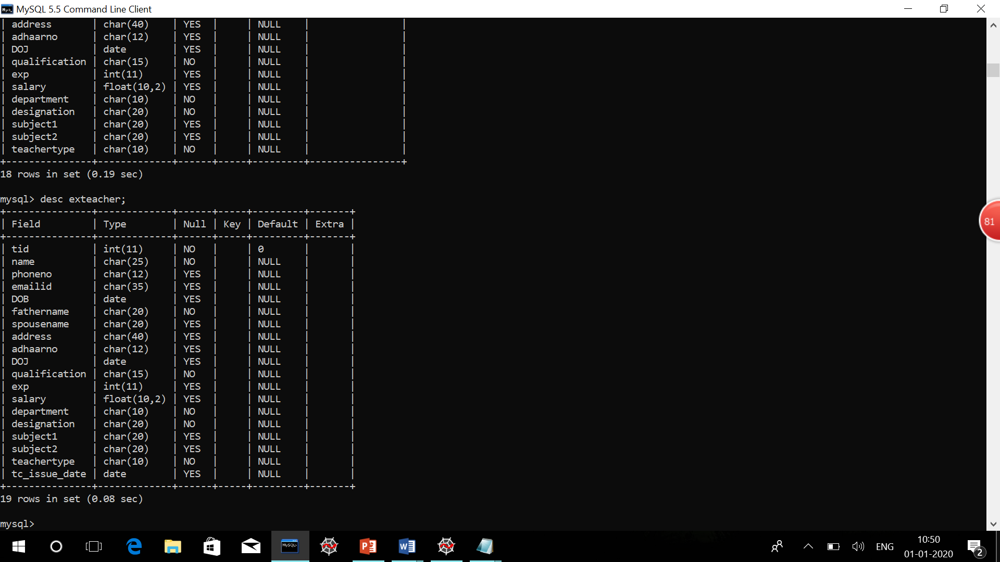 MySQL 5.5 Command Line Client
| address       | char(40)    | YES  |     | NULL    |                |
| adhaarno      | char(12)    | YES  |     | NULL    |                |
| DOJ           | date        | YES  |     | NULL    |                |
| qualification | char(15)    | NO   |     | NULL    |                |
| exp           | int(11)     | YES  |     | NULL    |                |
| salary        | float(10,2) | YES  |     | NULL    |                |
| department    | char(10)    | NO   |     | NULL    |                |
| designation   | char(20)    | NO   |     | NULL    |                |
| subject1      | char(20)    | YES  |     | NULL    |                |
| subject2      | char(20)    | YES  |     | NULL    |                |
| teachertype   | char(10)    | NO   |     | NULL    |                |
+---------------+-------------+------+-----+---------+----------------+
18 rows in set (0.19 sec)
mysql> desc exteacher;
+---------------+-------------+------+-----+---------+-------+
| Field         | Type        | Null | Key | Default | Extra |
+---------------+-------------+------+-----+---------+-------+
| tid           | int(11)     | NO   |     | 0       |       |
| name          | char(25)    | NO   |     | NULL    |       |
| phoneno       | char(12)    | YES  |     | NULL    |       |
| emailid       | char(35)    | YES  |     | NULL    |       |
| DOB           | date        | YES  |     | NULL    |       |
| fathername    | char(20)    | NO   |     | NULL    |       |
| spousename    | char(20)    | YES  |     | NULL    |       |
| address       | char(40)    | YES  |     | NULL    |       |
| adhaarno      | char(12)    | YES  |     | NULL    |       |
| DOJ           | date        | YES  |     | NULL    |       |
| qualification | char(15)    | NO   |     | NULL    |       |
| exp           | int(11)     | YES  |     | NULL    |       |
| salary        | float(10,2) | YES  |     | NULL    |       |
| department    | char(10)    | NO   |     | NULL    |       |
| designation   | char(20)    | NO   |     | NULL    |       |
| subject1      | char(20)    | YES  |     | NULL    |       |
| subject2      | char(20)    | YES  |     | NULL    |       |
| teachertype   | char(10)    | NO   |     | NULL    |       |
| tc_issue_date | date        | YES  |     | NULL    |       |
+---------------+-------------+------+-----+---------+-------+
19 rows in set (0.08 sec)
mysql>
81
MySQL>
ENG
10:50
01-01-2020
2